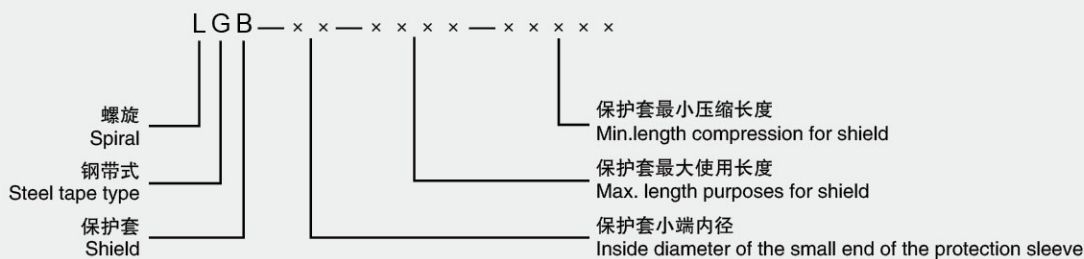 LGB — ×× — ×××× — ×××××
螺旋
Spiral
钢带式
Steel tape type
保护套
Shield
保护套最小压缩长度
Min.length compression for shield
保护套最大使用长度
Max. length purposes for shield
保护套小端内径
Inside diameter of the small end of the protection sleeve